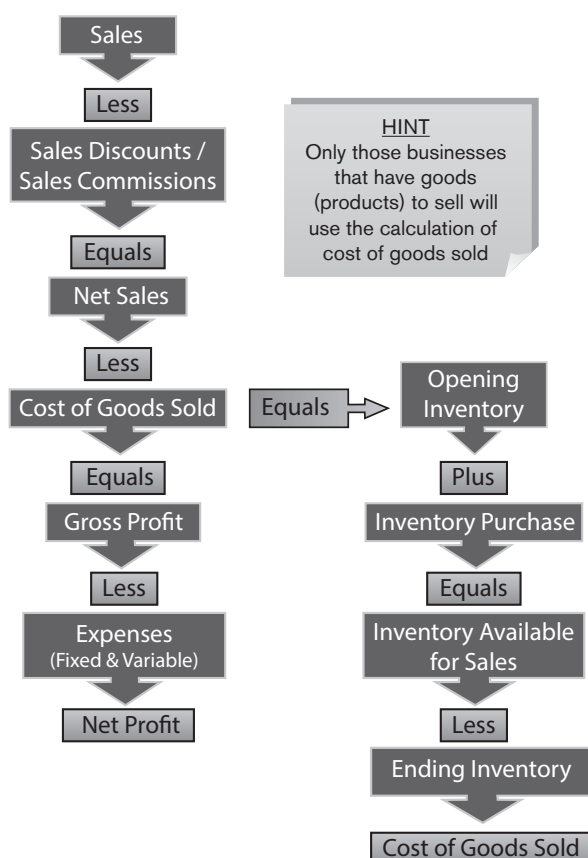 Sales
Less
Sales Discounts /
Sales Commissions
Equals
Net Sales
Less
Cost of Goods Sold
Equals
Gross Profit
Less
Expenses
(Fixed & Variable)
Net Profit
HINT
Only those businesses
that have goods
(products) to sell will
use the calculation of
cost of goods sold
Equals
Opening
Inventory
Plus
Inventory Purchase
Equals
Inventory Available
for Sales
Less
Ending Inventory
Cost of Goods Sold